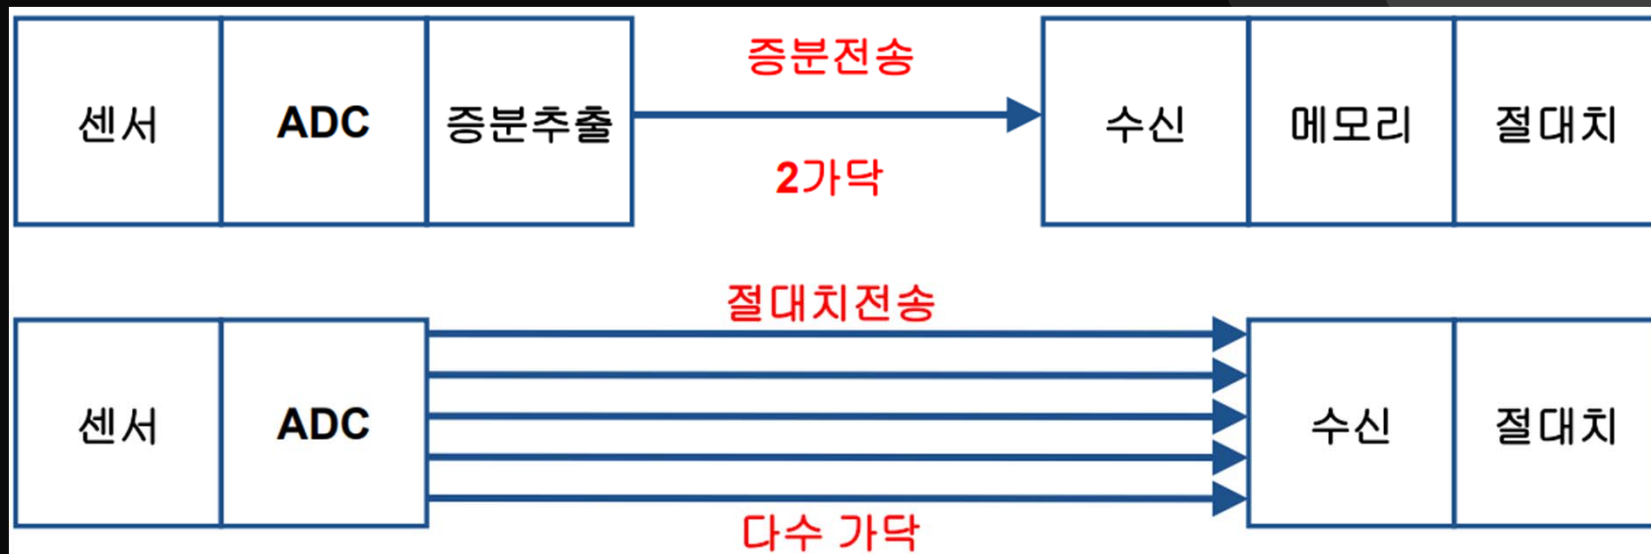 증분전송
센서 ADC 증분추출 수신 메모리 절대치
2가닥
절대치전송
센서 ADC 수신 절대치
다수 가닥